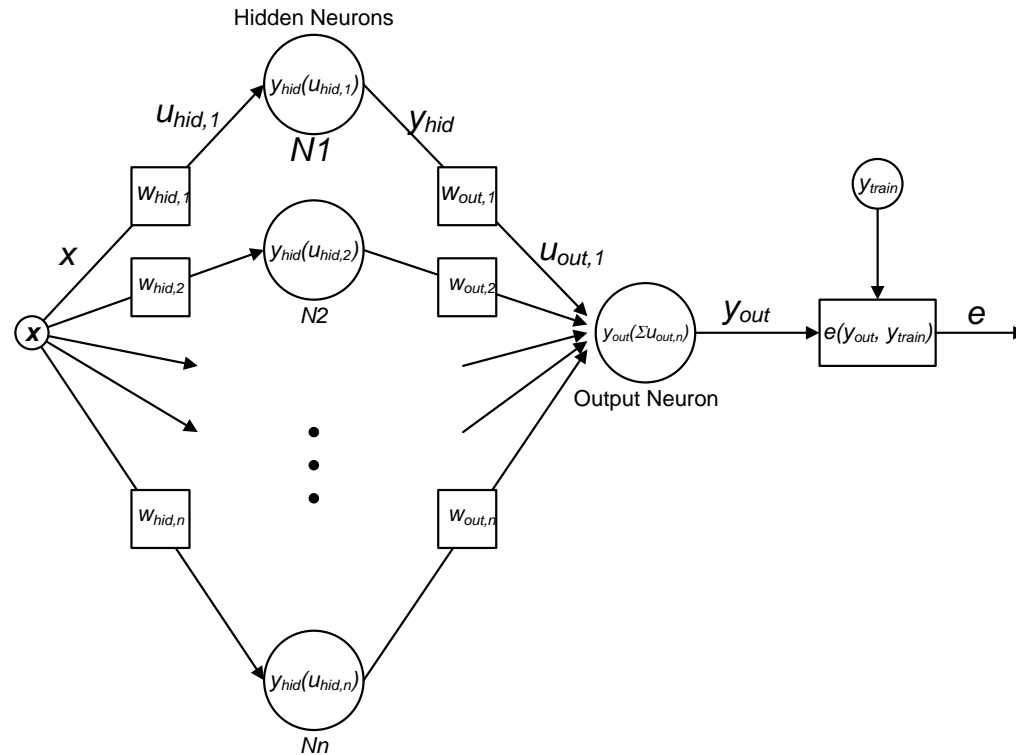 Hidden Neurons
y_hid(u_hid,1)
u_hid,1
y_hid
N1
w_hid,1
w_out,1
y_train
x
y_hid(u_hid,2)
u_out,1
w_hid,2
w_out,2
N2
x
y_out(Σu_out,n)
y_out
e(y_out, y_train)
e
Output Neuron
w_hid,n
w_out,n
y_hid(u_hid,n)
Nn